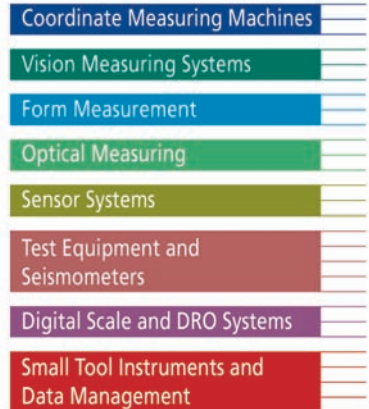 Coordinate Measuring Machines
Vision Measuring Systems
Form Measurement
Optical Measuring
Sensor Systems
Test Equipment and
Seismometers
Digital Scale and DRO Systems
Small Tool Instruments and
Data Management